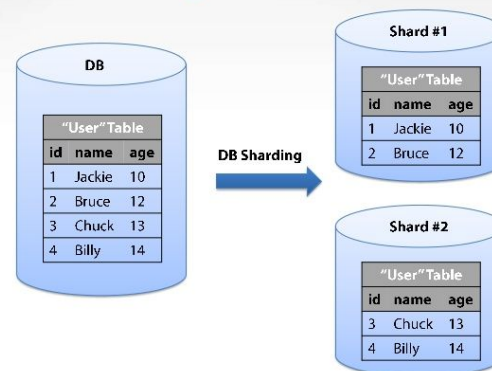 DB
"User"Table
id name age
1 Jackie 10
2 Bruce 12
3 Chuck 13
4 Billy 14
DB Sharding
Shard #1
"User"Table
id name age
1 Jackie 10
2 Bruce 12
Shard #2
"User"Table
id name age
3 Chuck 13
4 Billy 14